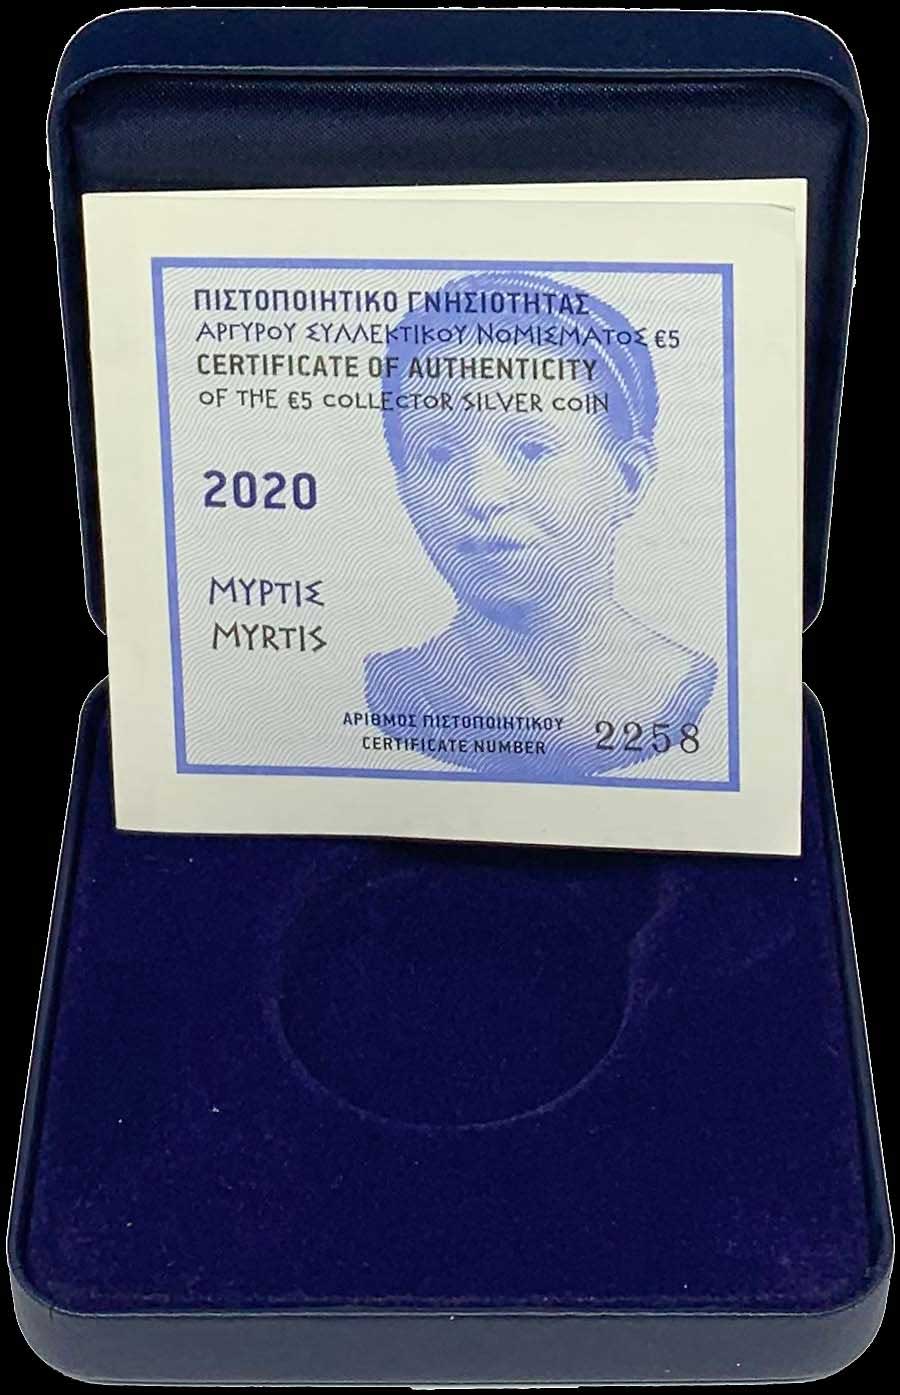 ΠΙΣΤΟΠΟΙΗΤΙΚΟ ΓΝΗΣΙΟΤΗΤΑΣ
ΑΡΓΥΡΟΥ ΣΥΛΛΕΚΤΙΚΟΥ ΝΟΜΙΣΜΑΤΟΣ €5
CERTIFICATE OF AUTHENTICITY
OF THE €5 COLLECTOR SILVER COIN
2020
ΜΥΡΤΙΣ
MYRTIS
ΑΡΙΘΜΟΣ ΠΙΣΤΟΠΟΙΗΤΙΚΟΥ
CERTIFICATE NUMBER 2258